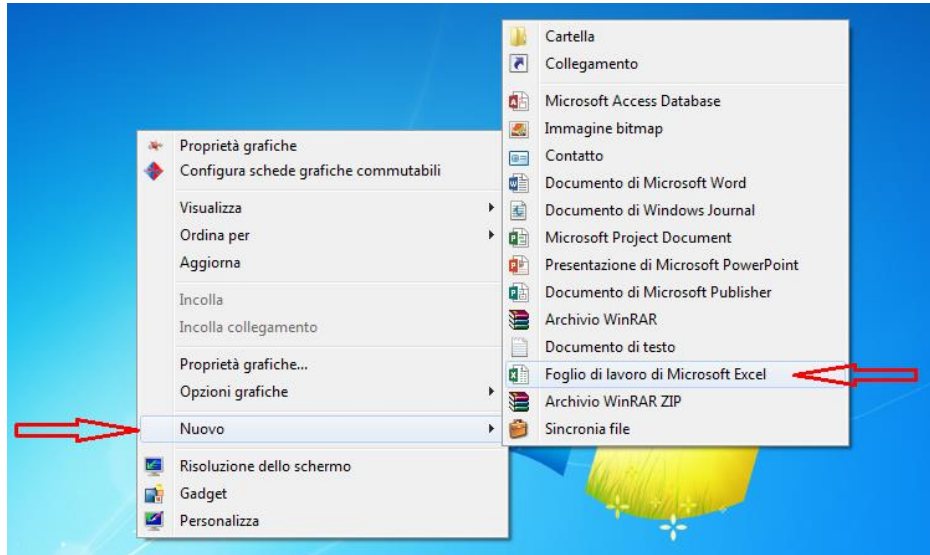 Proprietà grafiche
Configura schede grafiche commutabili
Visualizza
Ordina per
Aggiorna
Incolla
Incolla collegamento
Proprietà grafiche...
Opzioni grafiche
Nuovo
Risoluzione dello schermo
Gadget
Personalizza
Cartella
Collegamento
Microsoft Access Database
Immagine bitmap
Contatto
Documento di Microsoft Word
Documento di Windows Journal
Microsoft Project Document
Presentazione di Microsoft PowerPoint
Documento di Microsoft Publisher
Archivio WinRAR
Documento di testo
Foglio di lavoro di Microsoft Excel
Archivio WinRAR ZIP
Sincronia file